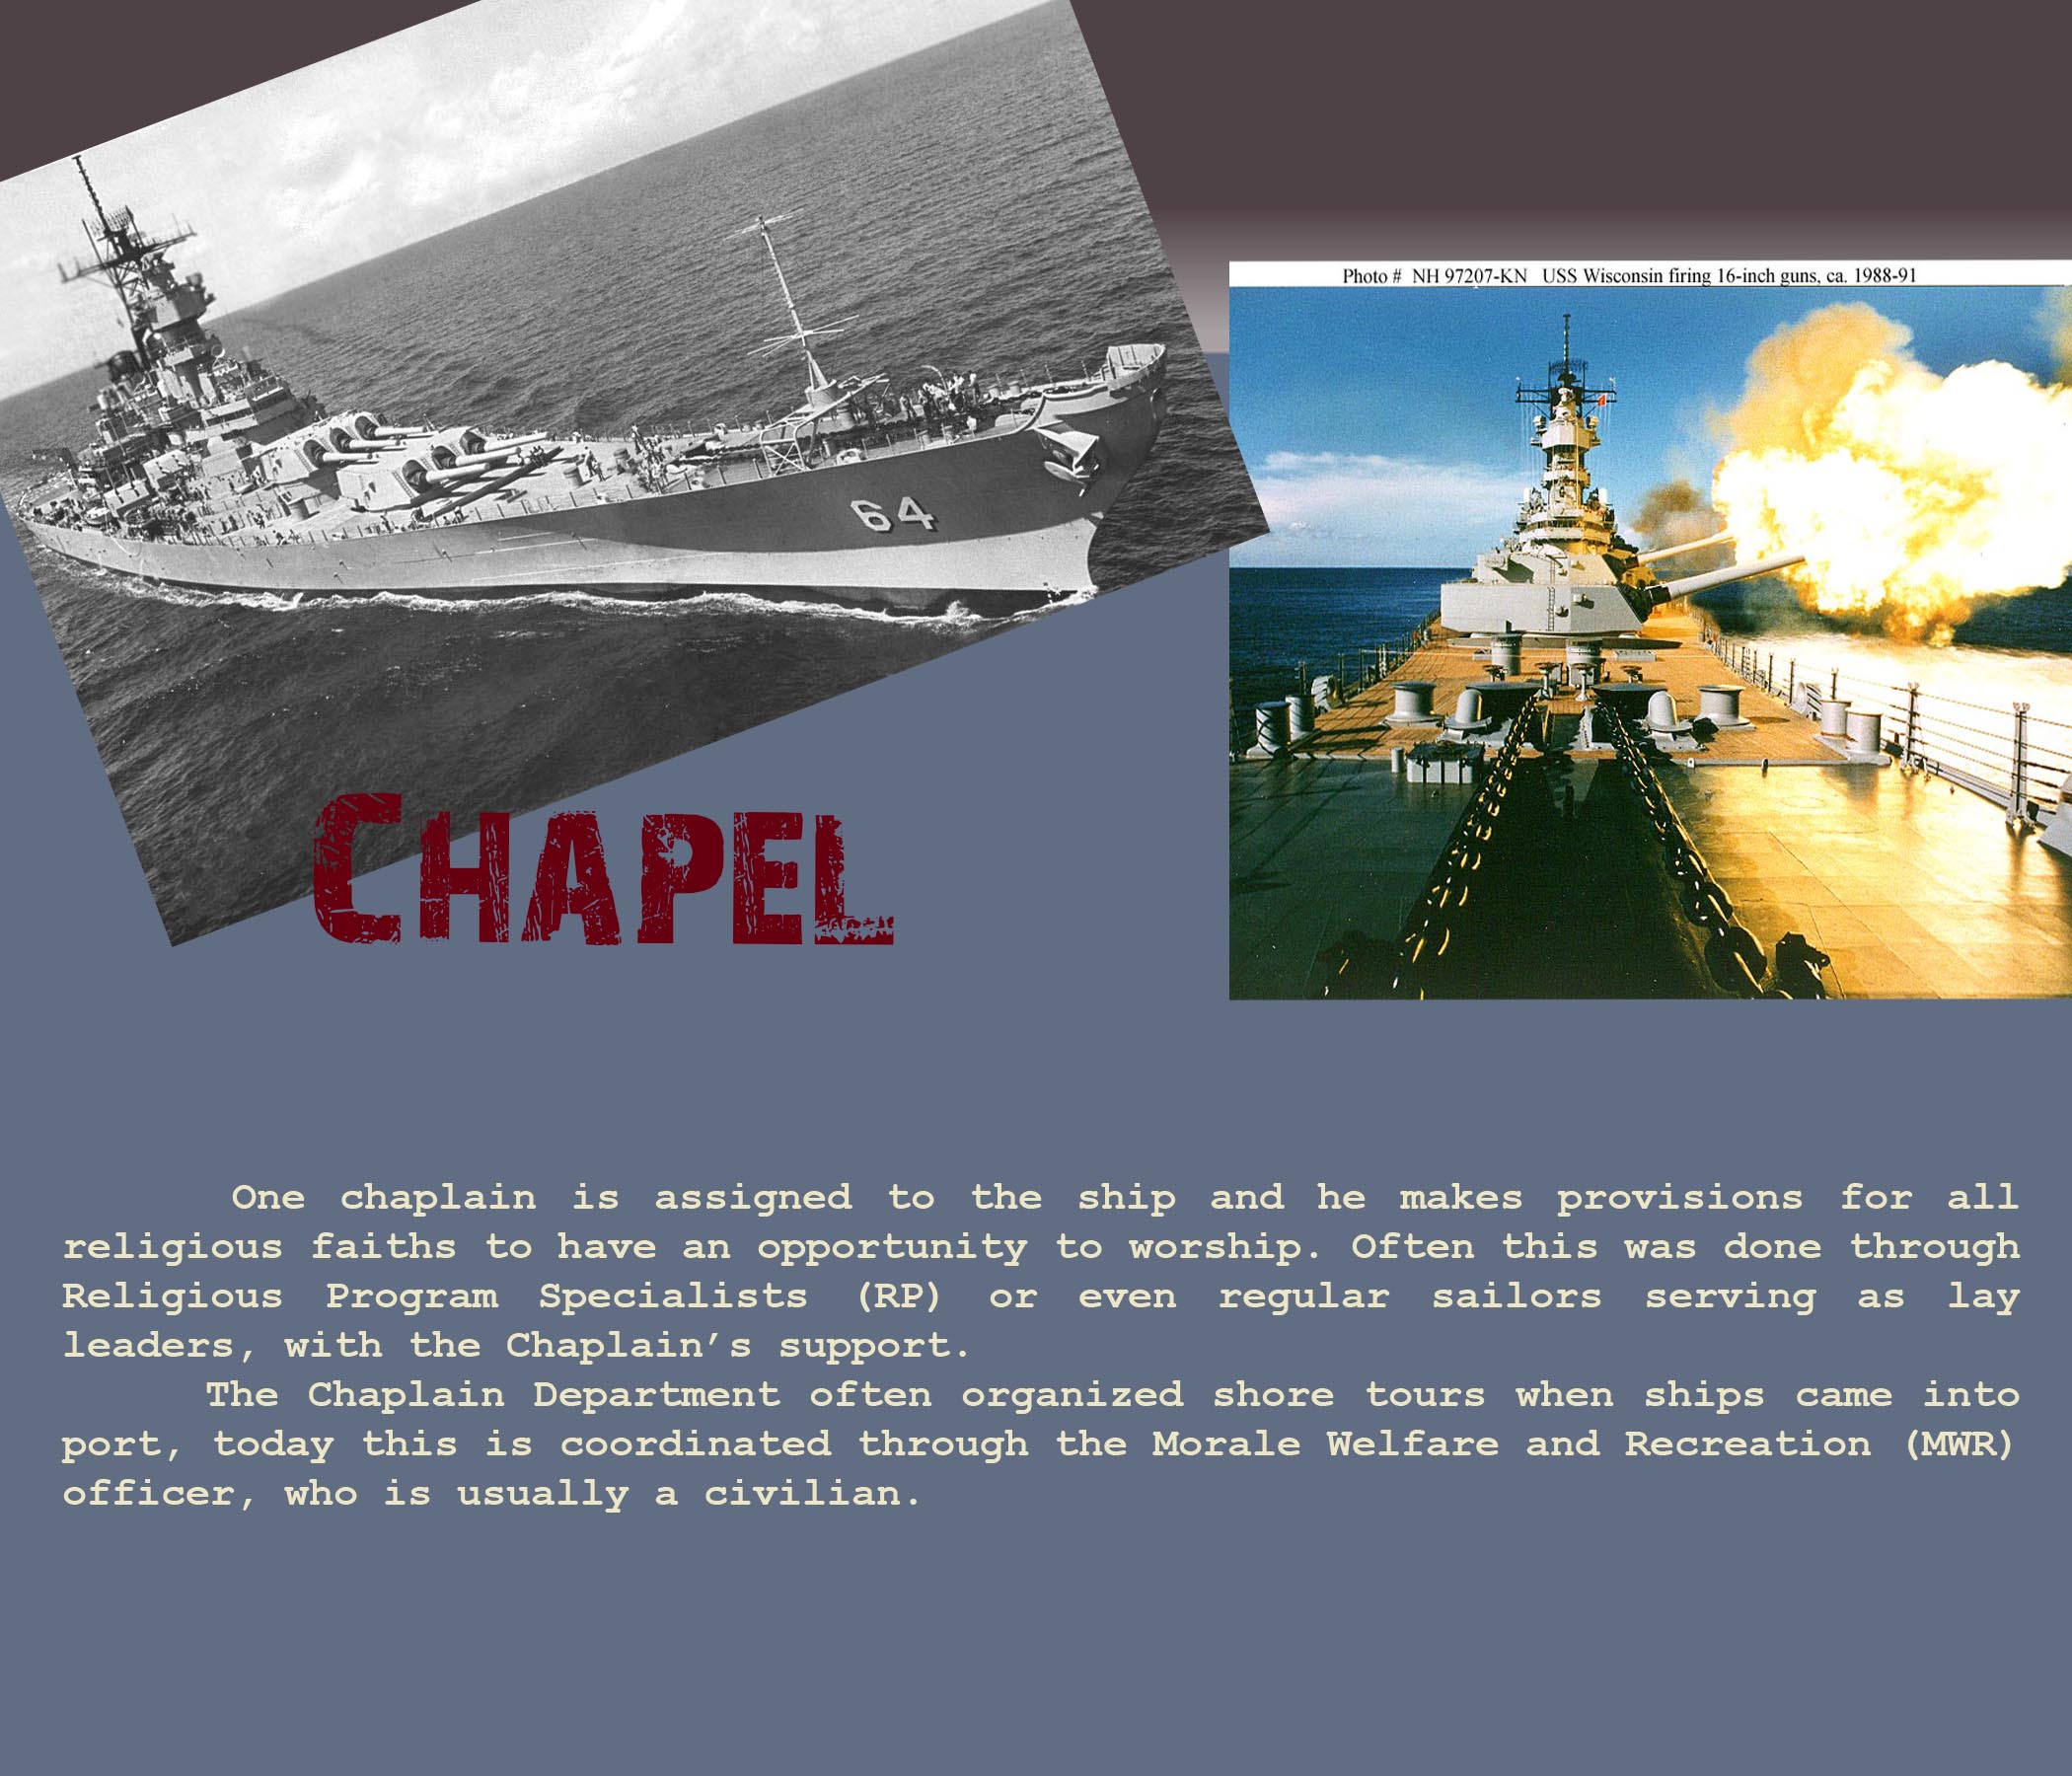 64
Photo # NH 97207-KN USS Wisconsin firing 16-inch guns, ca. 1988-91
Chapel
One chaplain is assigned to the ship and he makes provisions for all
religious faiths to have an opportunity to worship. Often this was done through
Religious Program Specialists (RP) or even regular sailors serving as lay
leaders, with the Chaplain’s support.
The Chaplain Department often organized shore tours when ships came into
port, today this is coordinated through the Morale Welfare and Recreation (MWR)
officer, who is usually a civilian.